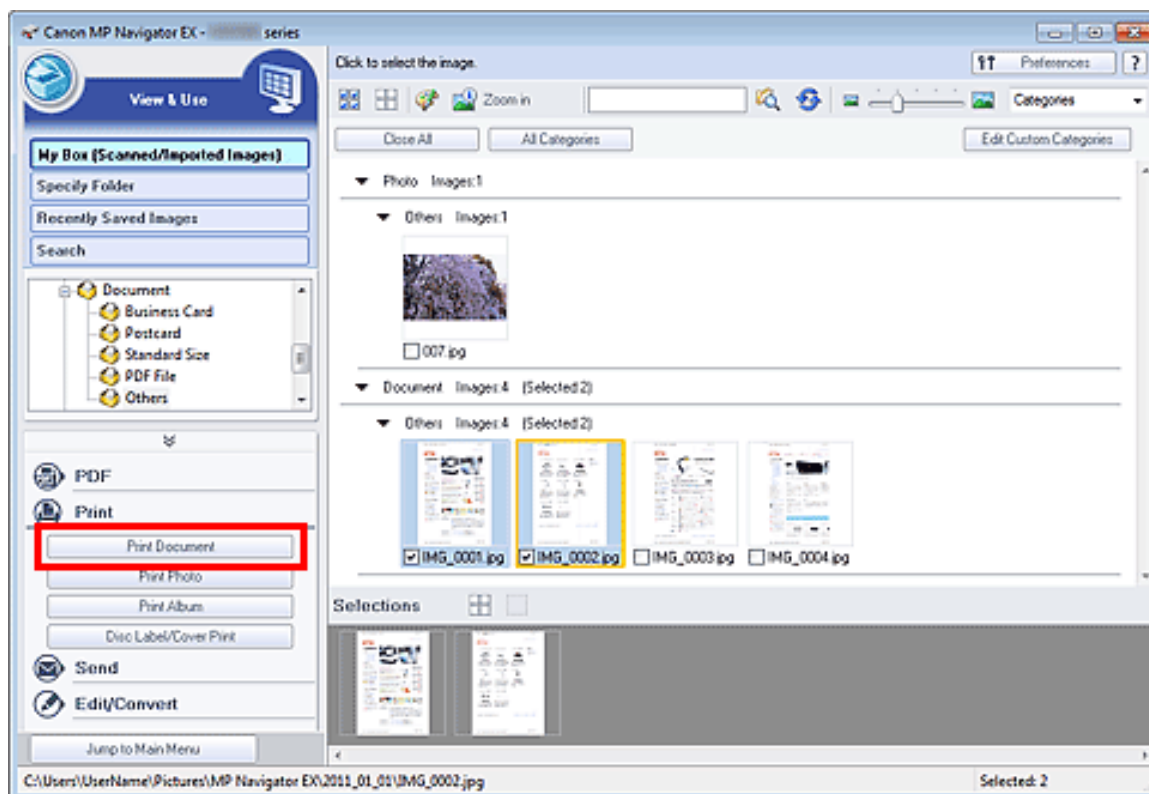 Canon MP Navigator EX - series
View & Use
My Box (Scanned/Imported Images)
Specify Folder
Recently Saved Images
Search
Document
Business Card
Postcard
Standard Size
PDF File
Others
PDF
Print
Print Document
Print Photo
Print Album
Disc Label/Cover Print
Send
Edit/Convert
Jump to Main Menu
Click to select the image.
Preferences
?
Zoom in
Categories
Close All
All Categories
Edit Custom Categories
Photo Images:1
Others Images:1
007.jpg
Document Images:4 (Selected 2)
Others Images:4 (Selected 2)
IMG_0001.jpg
IMG_0002.jpg
IMG_0003.jpg
IMG_0004.jpg
Selections
C:\Users\UserName\Pictures\MP Navigator EX\2011_01_01\IMG_0002.jpg
Selected: 2